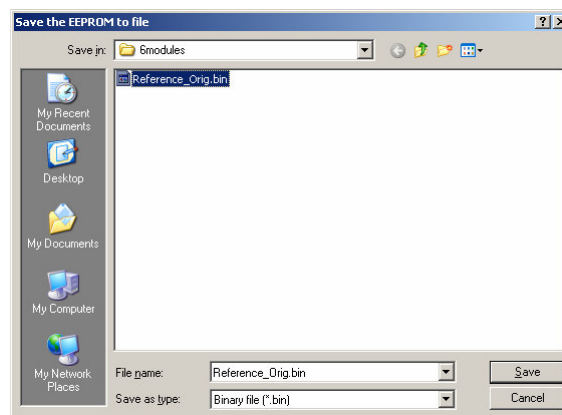 Save the EEPROM to file
Save in:
6modules
Reference_Orig.bin
My Recent
Documents
Desktop
My Documents
My Computer
My Network
Places
File name:
Reference_Orig.bin
Save
Save as type:
Binary file (*.bin)
Cancel